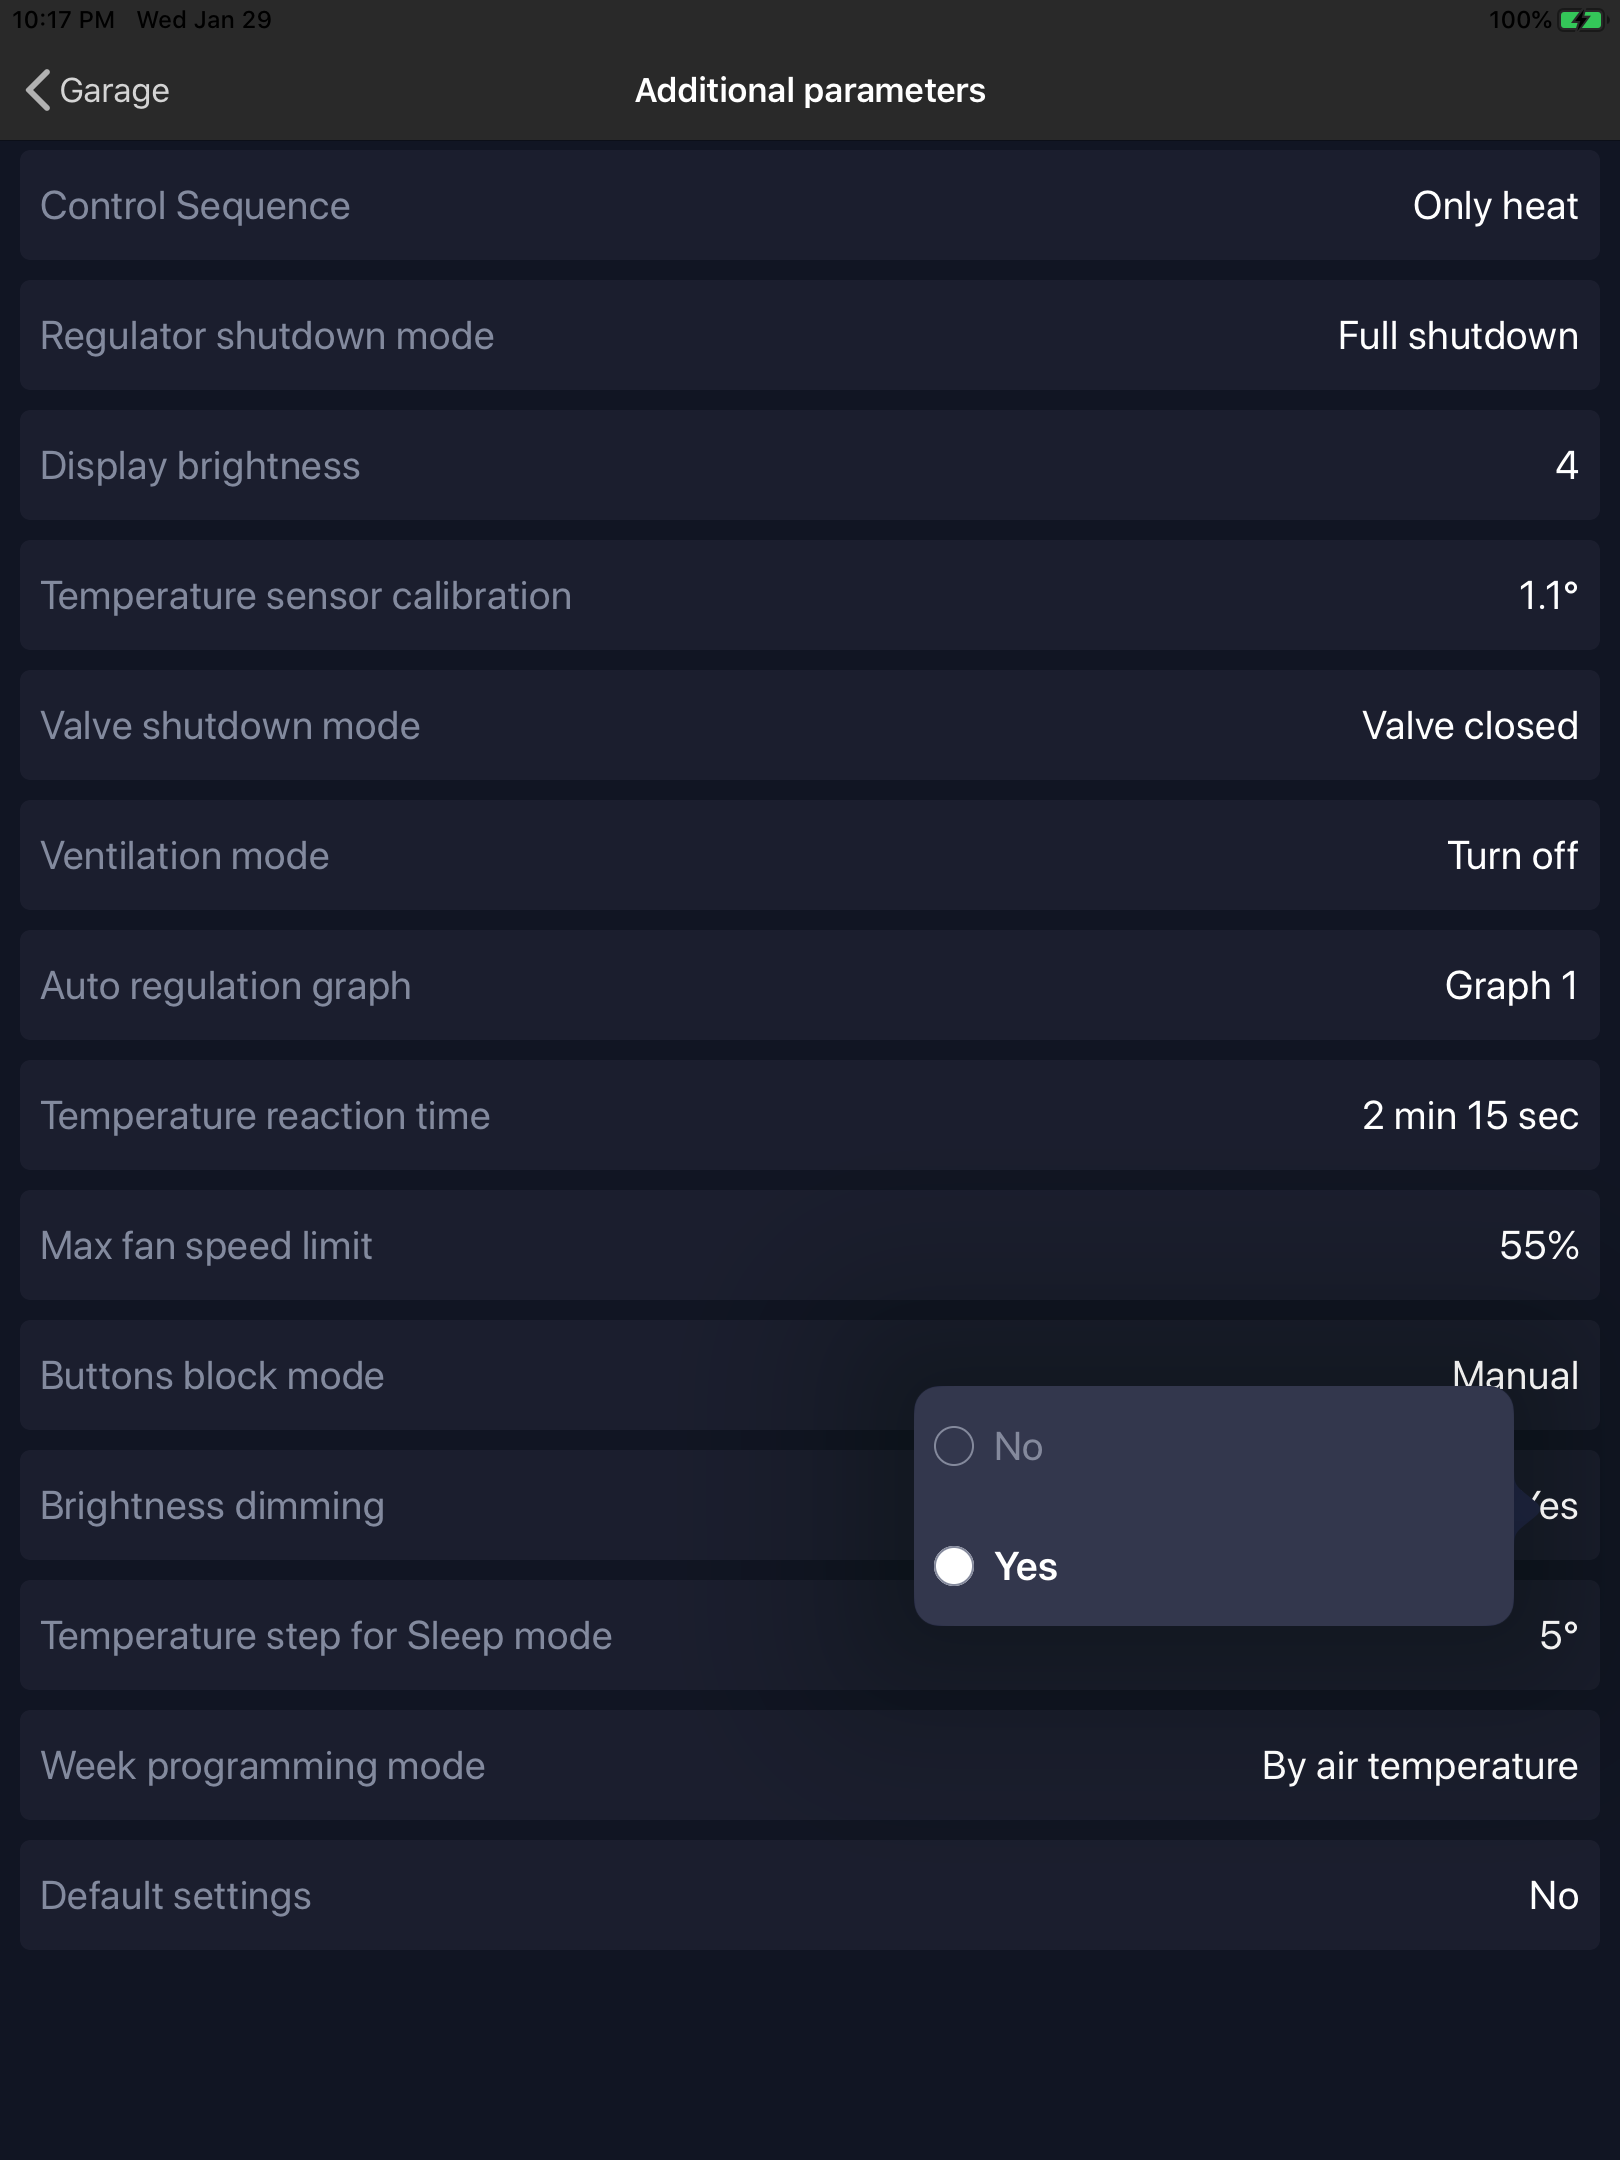 10:17 PM Wed Jan 29 100%
Garage Additional parameters
Control Sequence Only heat
Regulator shutdown mode Full shutdown
Display brightness 4
Temperature sensor calibration 1.1°
Valve shutdown mode Valve closed
Ventilation mode Turn off
Auto regulation graph Graph 1
Temperature reaction time 2 min 15 sec
Max fan speed limit 55%
Buttons block mode Manual
No
Brightness dimming Yes
Yes
Temperature step for Sleep mode 5°
Week programming mode By air temperature
Default settings No